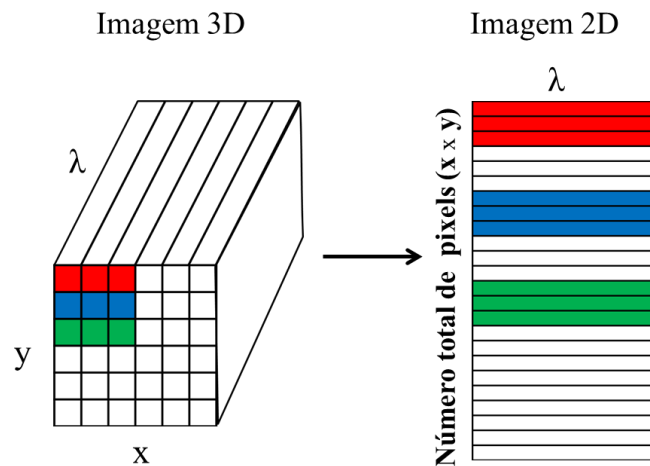 Imagem 3D
Imagem 2D
λ
λ
y
x
Número total de pixels (x x y)